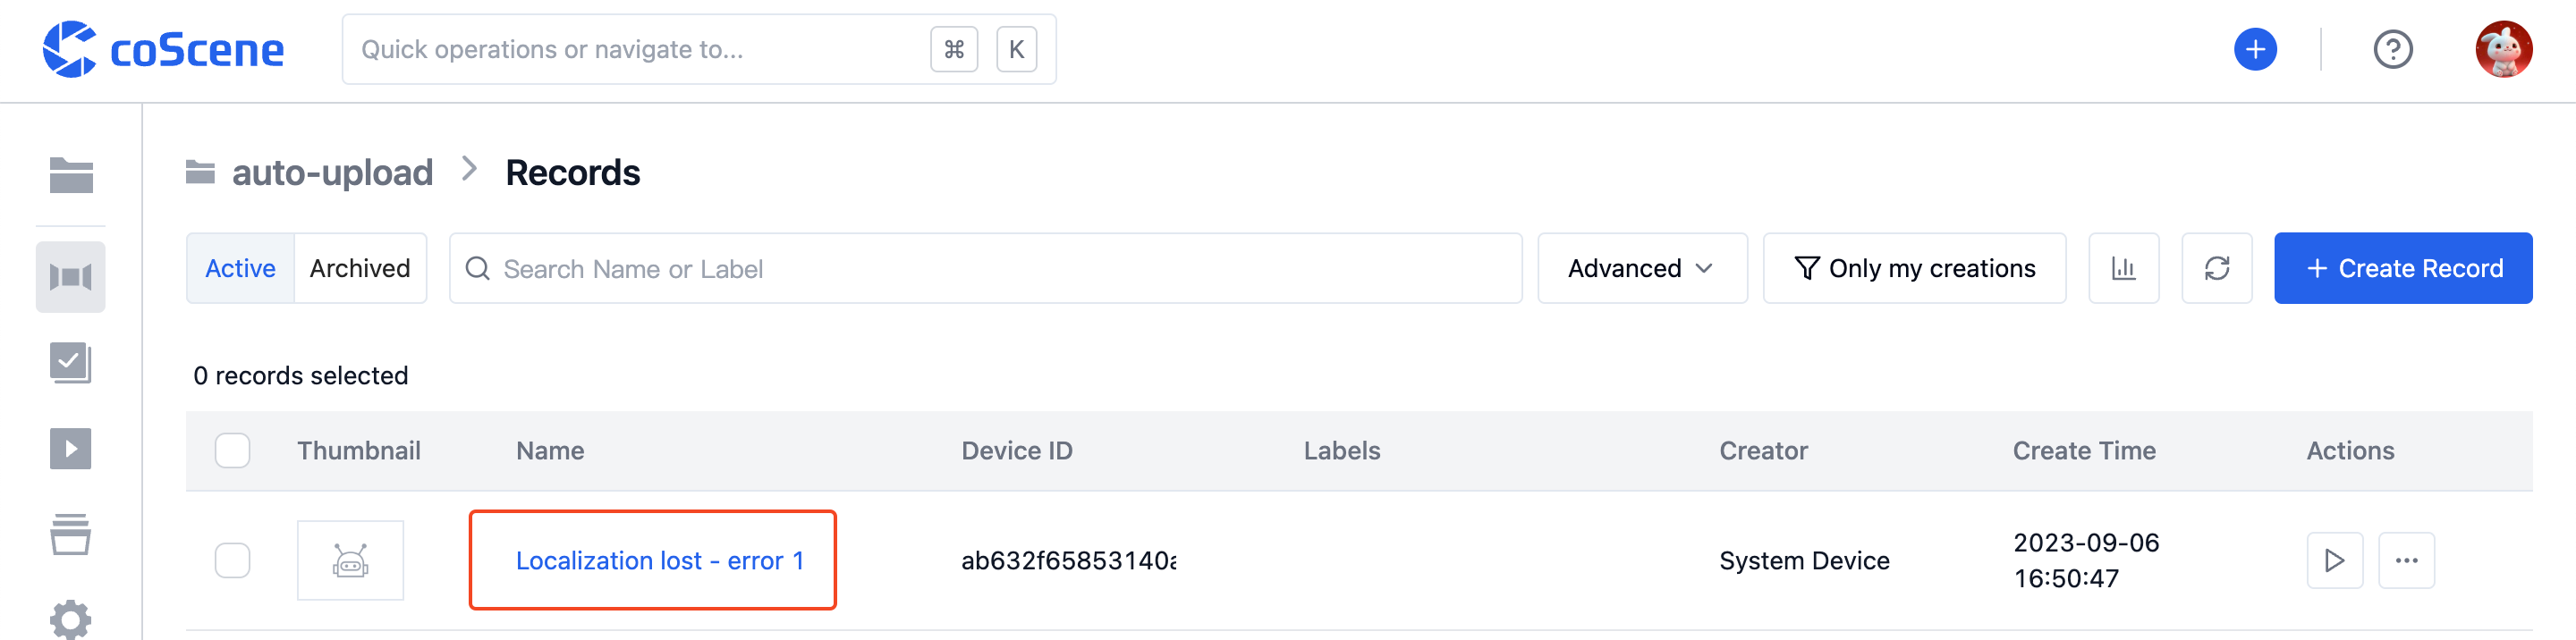 coScene
Quick operations or navigate to...
⌘ K
auto-upload > Records
Active
Archived
Search Name or Label
Advanced
Only my creations
+ Create Record
0 records selected
Thumbnail Name Device ID Labels Creator Create Time Actions
Localization lost - error 1
ab632f65853140
System Device
2023-09-06
16:50:47